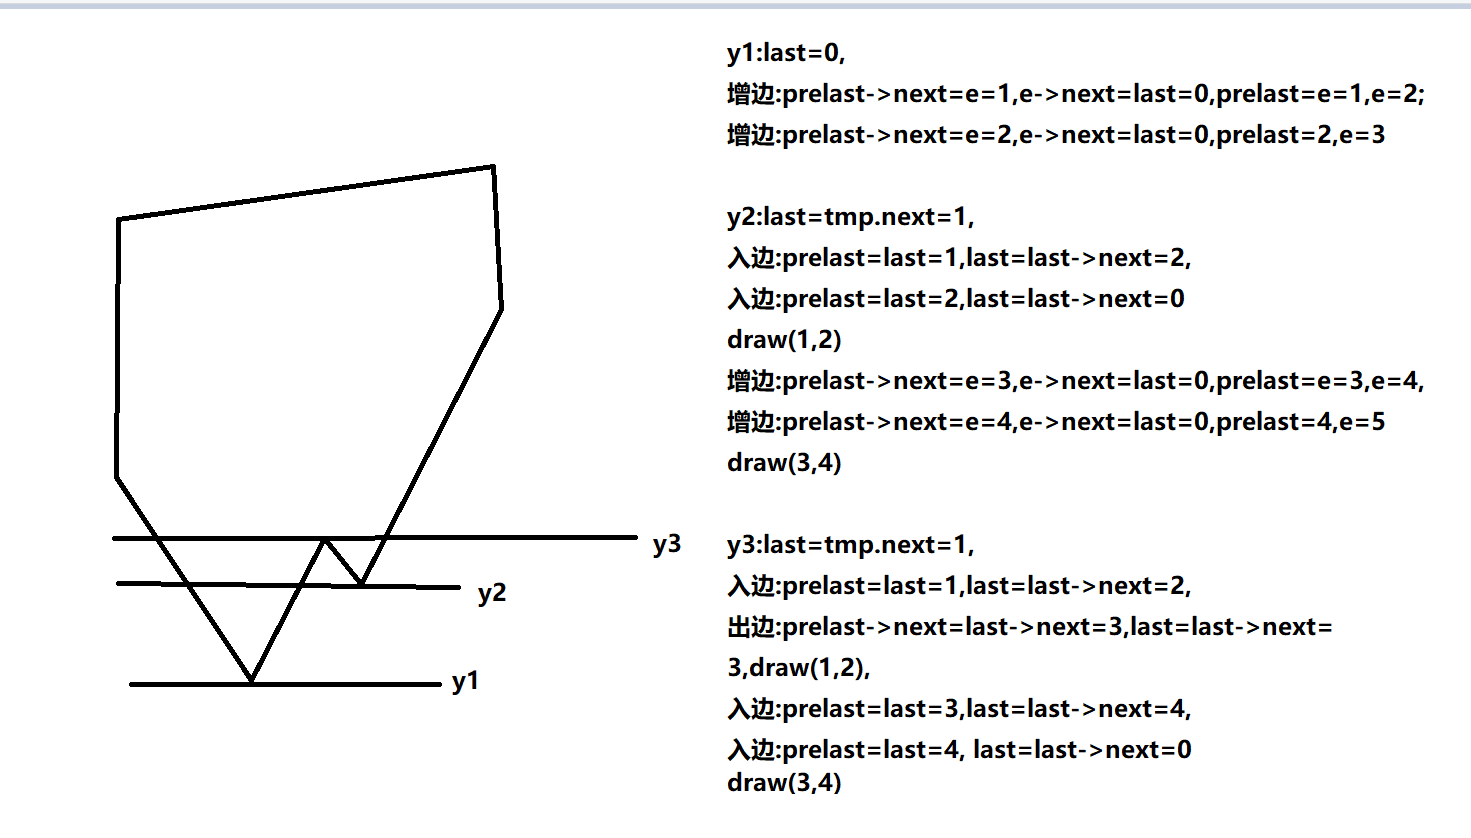 y1:last=0,
增边:prelast->next=e=1,e->next=last=0,prelast=e=1,e=2;
增边:prelast->next=e=2,e->next=last=0,prelast=2,e=3
y2:last=tmp.next=1,
入边:prelast=last=1,last=last->next=2,
入边:prelast=last=2,last=last->next=0
draw(1,2)
增边:prelast->next=e=3,e->next=last=0,prelast=e=3,e=4,
增边:prelast->next=e=4,e->next=last=0,prelast=4,e=5
draw(3,4)
y3:last=tmp.next=1,
入边:prelast=last=1,last=last->next=2,
出边:prelast->next=last->next=3,last=last->next=
3,draw(1,2),
入边:prelast=last=3,last=last->next=4,
入边:prelast=last=4, last=last->next=0
draw(3,4)
y3
y2
y1